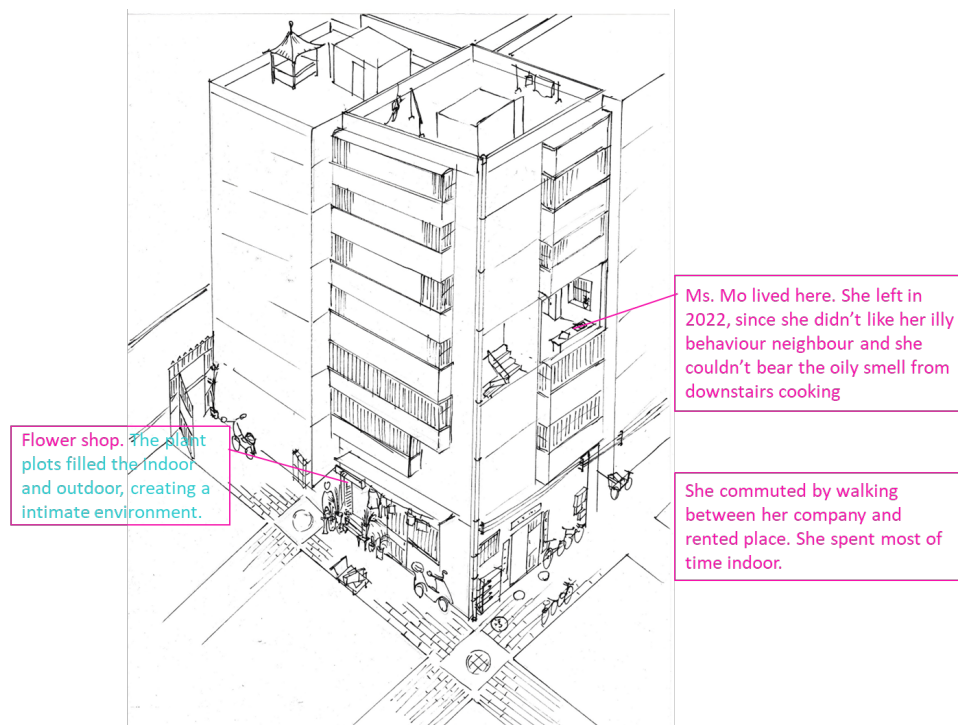 Ms. Mo lived here. She left in
2022, since she didn't like her illy
behaviour neighbour and she
couldn't bear the oily smell from
downstairs cooking
Flower shop. The plant
plots filled the indoor
and outdoor, creating a
intimate environment.
She commuted by walking
between her company and
rented place. She spent most of
time indoor.